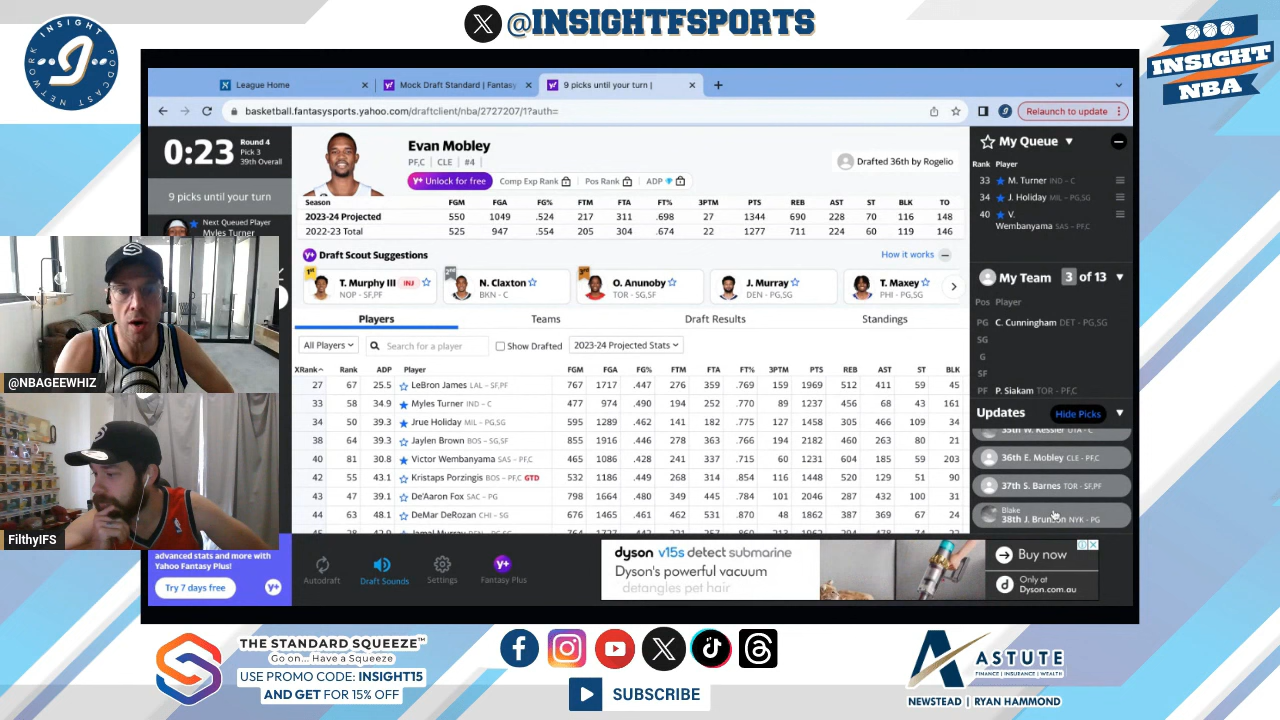 INSIGHT PODCAST NETWORK
@INSIGHTFSPORTS
INSIGHT
NBA
League Home
Mock Draft Standard | Fantasy
9 picks until your turn |
basketball.fantasysports.yahoo.com/draftclient/nba/2727207/1?auth=
Relaunch to update
0:23
Round 4
Pick 3
39th Overall
9 picks until your turn
Next Queued Player
Myles Turner
Evan Mobley
PF,C | CLE | #4 |
Drafted 36th by Rogelio
Unlock for free
Comp Exp Rank
Pos Rank
ADP
Season FGM FGA FG% FTM FTA FT% 3PTM PTS REB AST ST BLK TO
2023-24 Projected 550 1049 .524 217 311 .698 27 1344 690 228 70 116 148
2022-23 Total 525 947 .554 205 304 .674 22 1277 711 224 60 119 146
Draft Scout Suggestions
How it works
1st
T. Murphy III INJ
NOP - SF,PF
N. Claxton
BKN - C
O. Anunoby
TOR - SG,SF
J. Murray
DEN - PG,SG
T. Maxey
PHI - PG,SG
Players
Teams
Draft Results
Standings
All Players
Search for a player
Show Drafted
2023-24 Projected Stats
XRank Rank ADP Player FGM FGA FG% FTM FTA FT% 3PTM PTS REB AST ST BLK
27 67 25.5 LeBron James LAL - SF,PF 767 1717 .447 276 359 .769 159 1969 512 411 59 45
33 58 34.9 Myles Turner IND - C 477 974 .490 194 252 .770 89 1237 456 68 43 161
34 50 39.3 Jrue Holiday MIL - PG,SG 595 1289 .462 141 182 .775 127 1458 305 466 109 34
38 64 39.3 Jaylen Brown BOS - SG,SF 855 1916 .446 278 363 .766 194 2182 460 263 80 21
40 81 30.8 Victor Wembanyama SAS - PF,C 465 1086 .428 241 337 .715 60 1231 604 185 59 203
42 55 43.1 Kristaps Porzingis BOS - PF,C GTD 532 1186 .449 268 314 .854 118 1450 520 129 51 90
43 47 39.1 De'Aaron Fox SAC - PG 798 1664 .480 349 445 .784 101 2046 287 432 100 31
44 63 48.1 DeMar DeRozan CHI - SG 676 1465 .461 462 531 .870 48 1862 387 369 67 24
My Queue
Rank Player
33 M. Turner IND - C
34 J. Holiday MIL - PG,SG
40 V.
Wembanyama SAS - PF,C
My Team 3 of 13
Pos Player
PG C. Cunningham DET - PG,SG
SG
G
SF
PF P. Siakam TOR - PF,C
Updates
Hide Picks
35th W. Kessler UTA - C
36th E. Mobley CLE - PF,C
37th S. Barnes TOR - SF,PF
Blake
38th J. Brunson NYK - PG
@NBAGEEWHIZ
FilthyIFS
advanced stats and more with
Yahoo Fantasy Plus!
Try 7 days free
Autodraft
Draft Sounds
Settings
Fantasy Plus
dyson v15s detect submarine
Dyson's powerful vacuum
detangles pet hair
Buy now
Only at
Dyson.com.au
THE STANDARD SQUEEZE™
Go on... Have a Squeeze
USE PROMO CODE: INSIGHT15
AND GET FOR 15% OFF
SUBSCRIBE
ASTUTE
FINANCE | INSURANCE | WEALTH
NEWSTEAD | RYAN HAMMOND